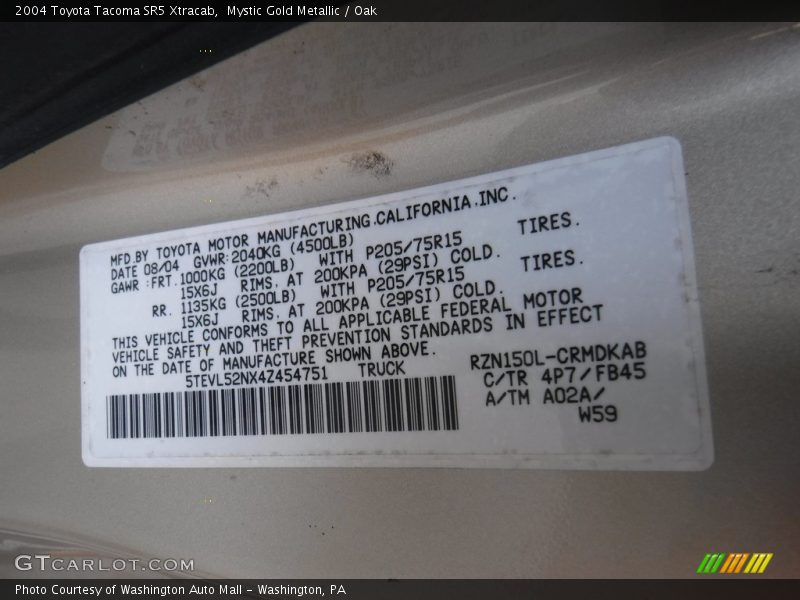 2004 Toyota Tacoma SR5 Xtracab, Mystic Gold Metallic / Oak
MFD.BY TOYOTA MOTOR MANUFACTURING,CALIFORNIA,INC.
DATE 08/04 GVWR:2040KG (4500LB)
GAWR :FRT.1000KG (2200LB) WITH P205/75R15 TIRES.
15X6J RIMS, AT 200KPA (29PSI) COLD.
RR. 1135KG (2500LB) WITH P205/75R15 TIRES.
15X6J RIMS, AT 200KPA (29PSI) COLD.
THIS VEHICLE CONFORMS TO ALL APPLICABLE FEDERAL MOTOR
VEHICLE SAFETY AND THEFT PREVENTION STANDARDS IN EFFECT
ON THE DATE OF MANUFACTURE SHOWN ABOVE.
5TEVL52NX4Z454751 TRUCK
RZN150L-CRMDKAB
C/TR 4P7/FB45
A/TM A02A/
W59
GTCARLOT.COM
Photo Courtesy of Washington Auto Mall - Washington, PA